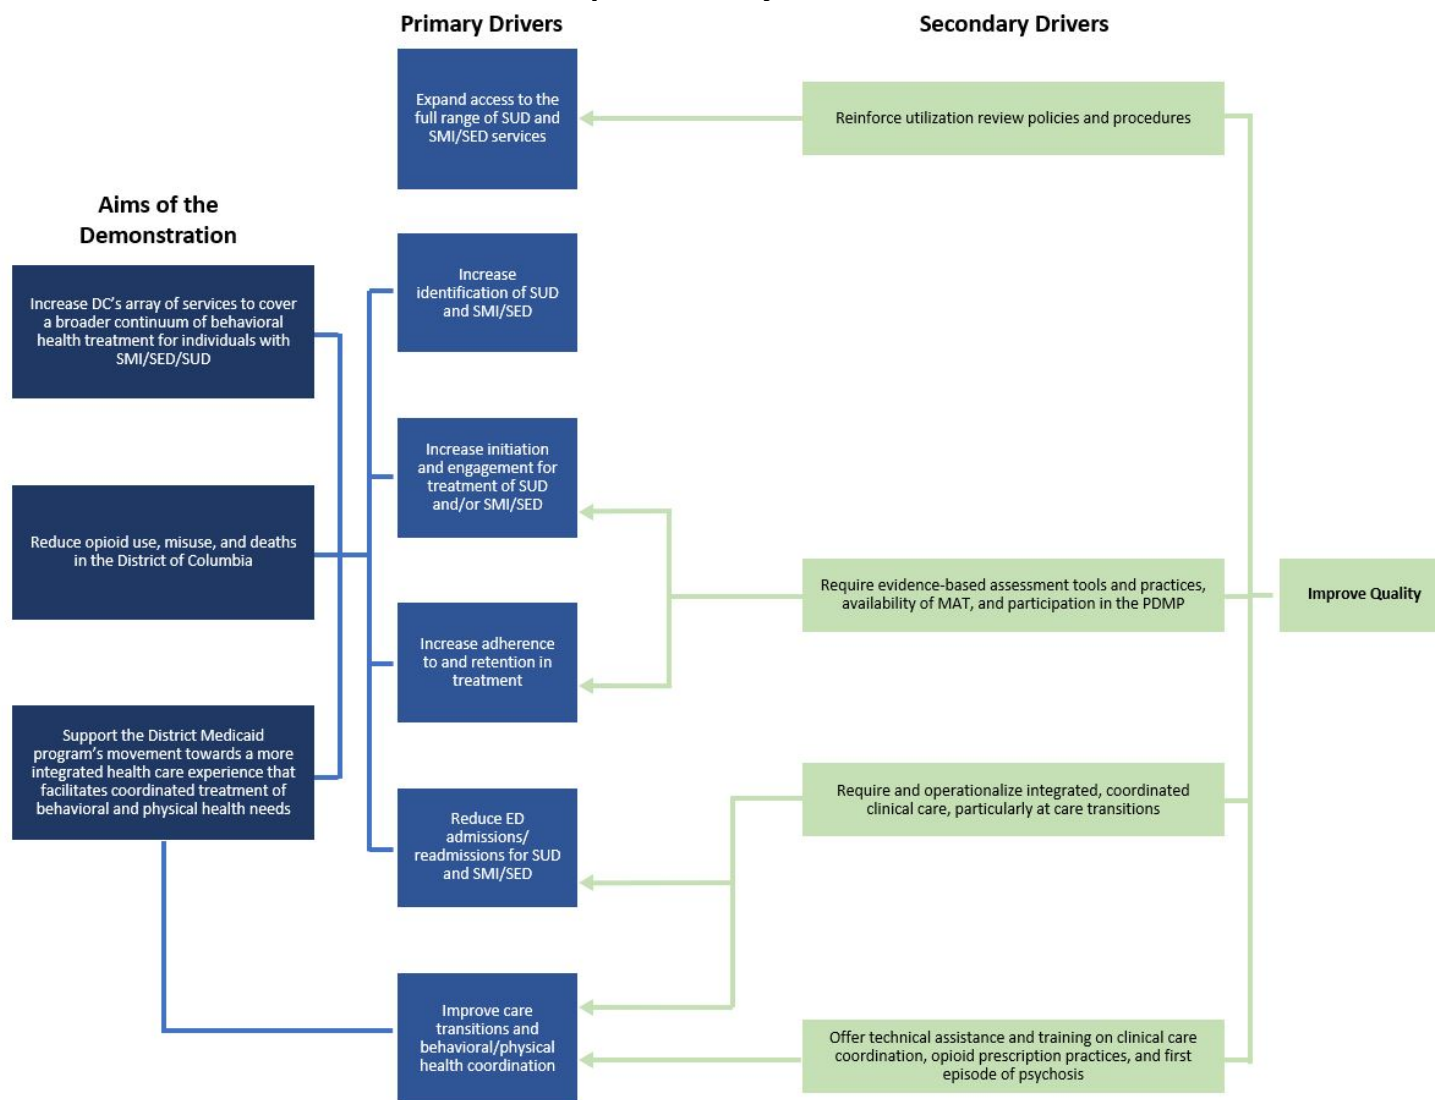 Primary Drivers
Secondary Drivers
Expand access to the
full range of SUD and
SMI/SED services
Reinforce utilization review policies and procedures
Aims of the
Demonstration
Increase DC's array of services to cover
a broader continuum of behavioral
health treatment for individuals with
SMI/SED/SUD
Increase
identification of SUD
and SMI/SED
Increase initiation
and engagement for
treatment of SUD
and/or SMI/SED
Reduce opioid use, misuse, and deaths
in the District of Columbia
Require evidence-based assessment tools and practices,
availability of MAT, and participation in the PDMP
Improve Quality
Increase adherence
to and retention in
treatment
Support the District Medicaid
program's movement towards a more
integrated health care experience that
facilitates coordinated treatment of
behavioral and physical health needs
Require and operationalize integrated, coordinated
clinical care, particularly at care transitions
Reduce ED
admissions/
readmissions for SUD
and SMI/SED
Improve care
transitions and
behavioral/physical
health coordination
Offer technical assistance and training on clinical care
coordination, opioid prescription practices, and first
episode of psychosis